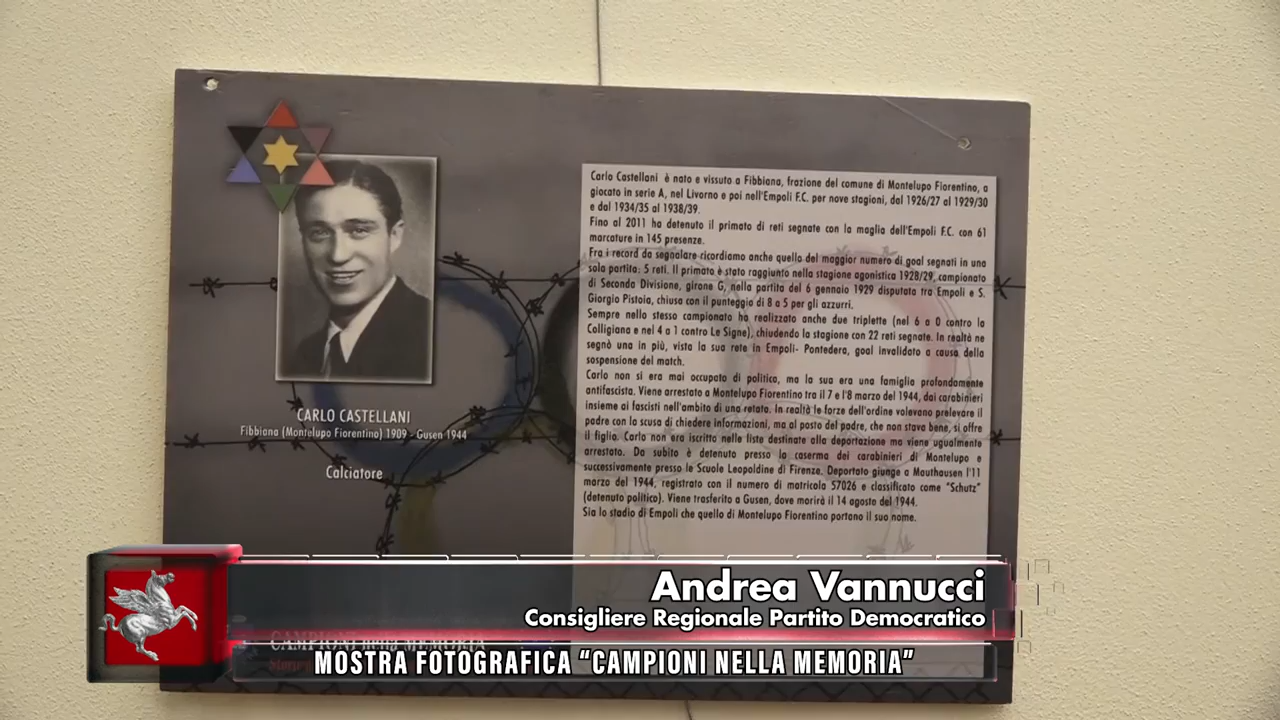 CARLO CASTELLANI
Fibbiana (Montelupo Fiorentino) 1909 - Gusen 1944
Calciatore
Carlo Castellani è nato e vissuto a Fibbiana, frazione del comune di Montelupo Fiorentino, a
giocato in serie A, nel Livorno e poi nell'Empoli F.C. per nove stagioni, dal 1926/27 al 1929/30
e dal 1934/35 al 1938/39.
Fino al 2011 ha detenuto il primato di reti segnate con la maglia dell'Empoli F.C. con 61
marcature in 145 presenze.
Fra i record da segnalare ricordiamo anche quello del maggior numero di goal segnati in una
sola partita: 5 reti. Il primato è stato raggiunto nella stagione agonistica 1928/29, campionato
di Seconda Divisione, girone G, nella partita del 6 gennaio 1929 disputata tra Empoli e S.
Giorgio Pistoia, chiusa con il punteggio di 8 a 5 per gli azzurri.
Sempre nello stesso campionato ha realizzato anche due triplette (nel 6 a 0 contro la
Colligiana e nel 4 a 1 contro Le Signe), chiudendo la stagione con 22 reti segnate. In realtà ne
segnò una in più, vista la sua rete in Empoli- Pontedera, goal invalidato a causa della
sospensione del match.
Carlo non si era mai occupato di politica, ma la sua era una famiglia profondamente
antifascista. Viene arrestato a Montelupo Fiorentino tra il 7 e l'8 marzo del 1944, dai carabinieri
insieme ai fascisti nell'ambito di una retata. In realtà le forze dell'ordine volevano prelevare il
padre con la scusa di chiedere informazioni, ma al posto del padre, che non stava bene, si offre
il figlio. Carlo non era iscritto nelle liste destinate alla deportazione ma viene ugualmente
arrestato. Da subito è detenuto presso la caserma dei carabinieri di Montelupo e
successivamente presso le Scuole Leopoldine di Firenze. Deportato giunge a Mauthausen l'11
marzo del 1944, registrato con il numero di matricola 57026 e classificato come "Schutz"
(detenuto politico). Viene trasferito a Gusen, dove morirà il 14 agosto del 1944.
Sia lo stadio di Empoli che quello di Montelupo Fiorentino portano il suo nome.
Andrea Vannucci
Consigliere Regionale Partito Democratico
CAMPIONI nella MEMORIA
MOSTRA FOTOGRAFICA “CAMPIONI NELLA MEMORIA”